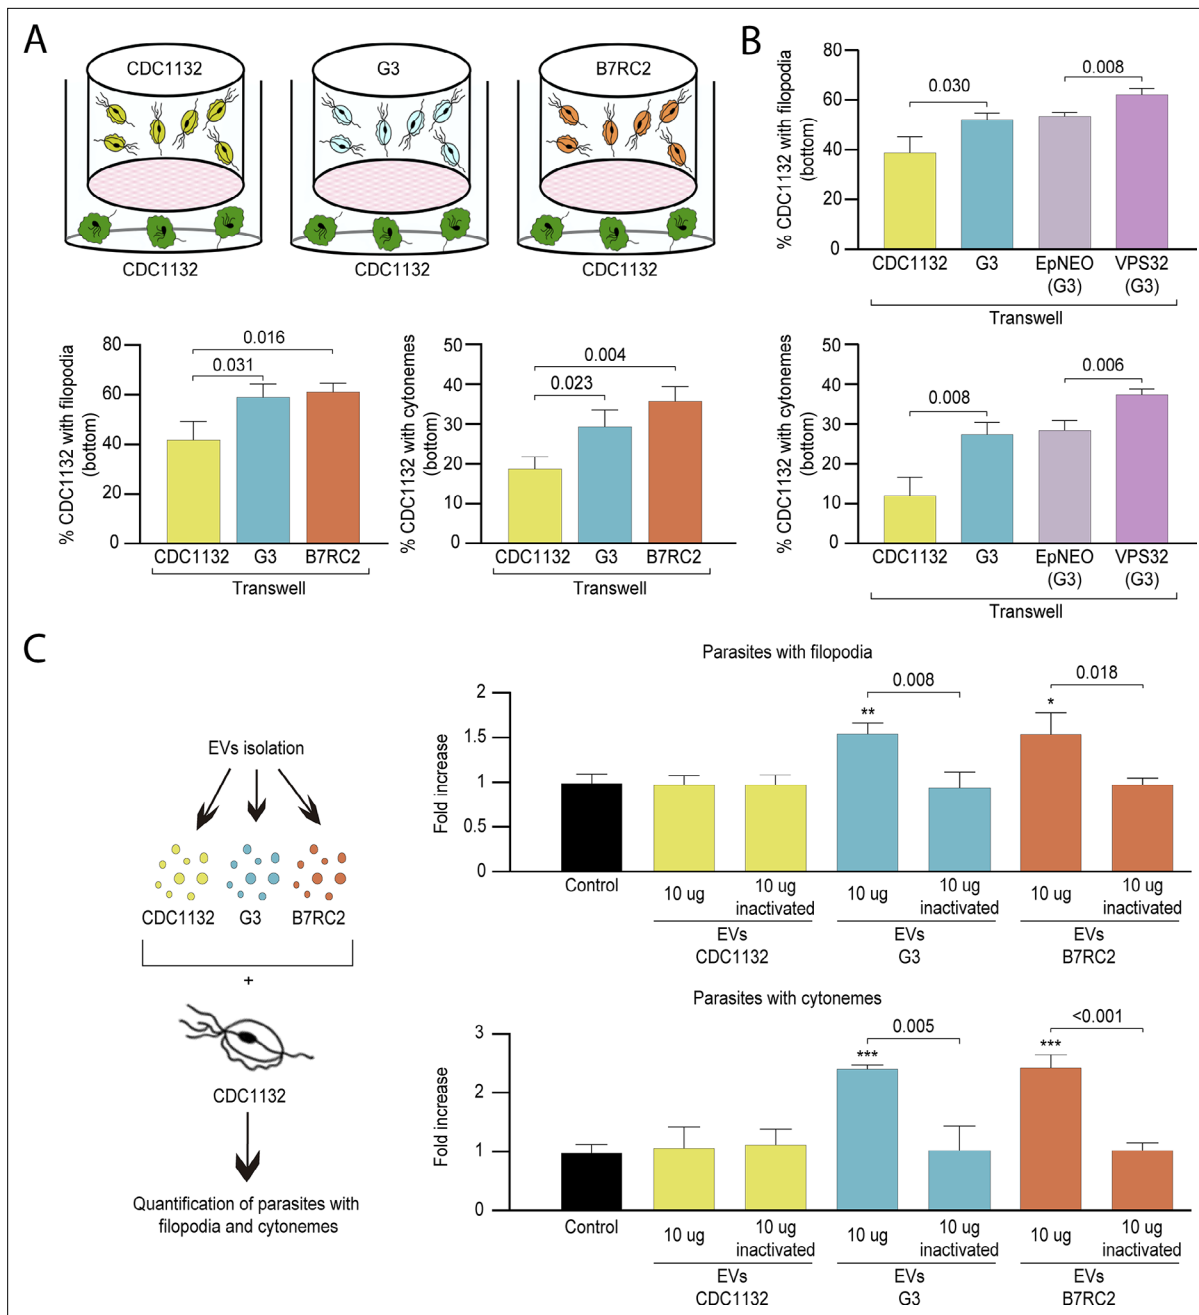 A
CDC1132
G3
B7RC2
CDC1132
CDC1132
CDC1132
% CDC1132 with filopodia
(bottom)
80
60
40
20
0
0.016
0.031
CDC1132
G3
B7RC2
Transwell
% CDC1132 with cytonemes
(bottom)
50
40
30
20
10
0
0.004
0.023
CDC1132
G3
B7RC2
Transwell
B
% CDC1132 with filopodia
(bottom)
80
60
40
20
0
0.030
0.008
CDC1132
G3
EpNEO
(G3)
VPS32
(G3)
Transwell
% CDC1132 with cytonemes
(bottom)
50
40
30
20
10
0
0.008
0.006
CDC1132
G3
EpNEO
(G3)
VPS32
(G3)
Transwell
C
EVs isolation
CDC1132
G3
B7RC2
+
CDC1132
Quantification of parasites with
filopodia and cytonemes
Parasites with filopodia
Fold increase
2
1.5
1
0.5
0
**
0.008
*
0.018
Control
10 ug
10 ug
inactivated
10 ug
10 ug
inactivated
10 ug
10 ug
inactivated
EVs
CDC1132
EVs
G3
EVs
B7RC2
Parasites with cytonemes
Fold increase
3
2
2
1
0
***
0.005
***
<0.001
Control
10 ug
10 ug
inactivated
10 ug
10 ug
inactivated
10 ug
10 ug
inactivated
EVs
CDC1132
EVs
G3
EVs
B7RC2